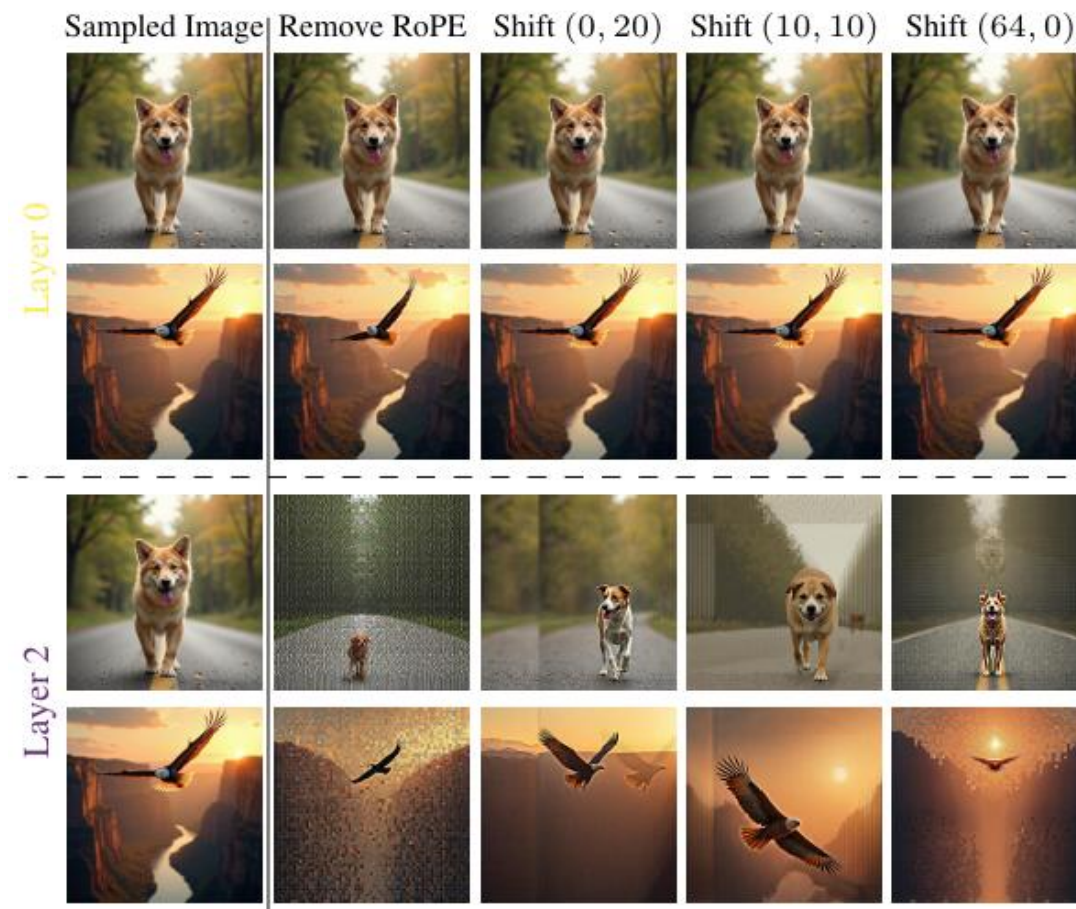 Sampled Image Remove RoPE Shift (0, 20) Shift (10, 10) Shift (64, 0)
Layer 0
Layer 2